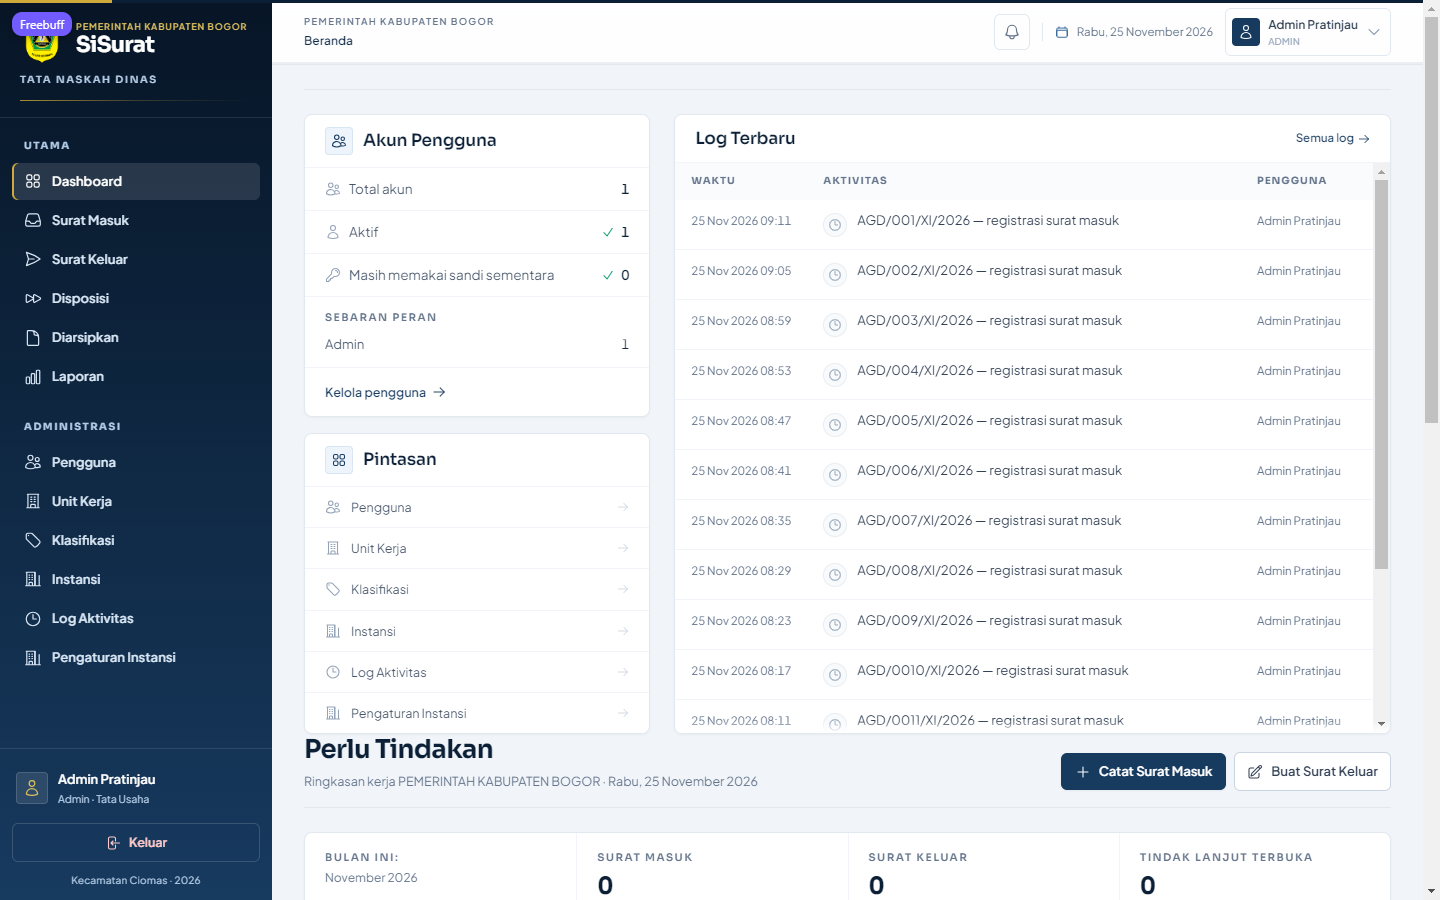 Freebuff
PEMERINTAH KABUPATEN BOGOR
SiSurat
TATA NASKAH DINAS
UTAMA
Dashboard
Surat Masuk
Surat Keluar
Disposisi
Diarsipkan
Laporan
ADMINISTRASI
Pengguna
Unit Kerja
Klasifikasi
Instansi
Log Aktivitas
Pengaturan Instansi
Admin Pratinjau
Admin · Tata Usaha
Keluar
Kecamatan Ciomas · 2026
PEMERINTAH KABUPATEN BOGOR
Beranda
Rabu, 25 November 2026
Admin Pratinjau
ADMIN
Akun Pengguna
Total akun 1
Aktif 1
Masih memakai sandi sementara 0
SEBARAN PERAN
Admin 1
Kelola pengguna →
Pintasan
Pengguna →
Unit Kerja →
Klasifikasi →
Instansi →
Log Aktivitas →
Pengaturan Instansi →
Log Terbaru
Semua log →
WAKTU AKTIVITAS PENGGUNA
25 Nov 2026 09:11 AGD/001/XI/2026 — registrasi surat masuk Admin Pratinjau
25 Nov 2026 09:05 AGD/002/XI/2026 — registrasi surat masuk Admin Pratinjau
25 Nov 2026 08:59 AGD/003/XI/2026 — registrasi surat masuk Admin Pratinjau
25 Nov 2026 08:53 AGD/004/XI/2026 — registrasi surat masuk Admin Pratinjau
25 Nov 2026 08:47 AGD/005/XI/2026 — registrasi surat masuk Admin Pratinjau
25 Nov 2026 08:41 AGD/006/XI/2026 — registrasi surat masuk Admin Pratinjau
25 Nov 2026 08:35 AGD/007/XI/2026 — registrasi surat masuk Admin Pratinjau
25 Nov 2026 08:29 AGD/008/XI/2026 — registrasi surat masuk Admin Pratinjau
25 Nov 2026 08:23 AGD/009/XI/2026 — registrasi surat masuk Admin Pratinjau
25 Nov 2026 08:17 AGD/0010/XI/2026 — registrasi surat masuk Admin Pratinjau
25 Nov 2026 08:11 AGD/0011/XI/2026 — registrasi surat masuk Admin Pratinjau
Perlu Tindakan
Ringkasan kerja PEMERINTAH KABUPATEN BOGOR · Rabu, 25 November 2026
Catat Surat Masuk
Buat Surat Keluar
BULAN INI:
November 2026
SURAT MASUK
0
SURAT KELUAR
0
TINDAK LANJUT TERBUKA
0